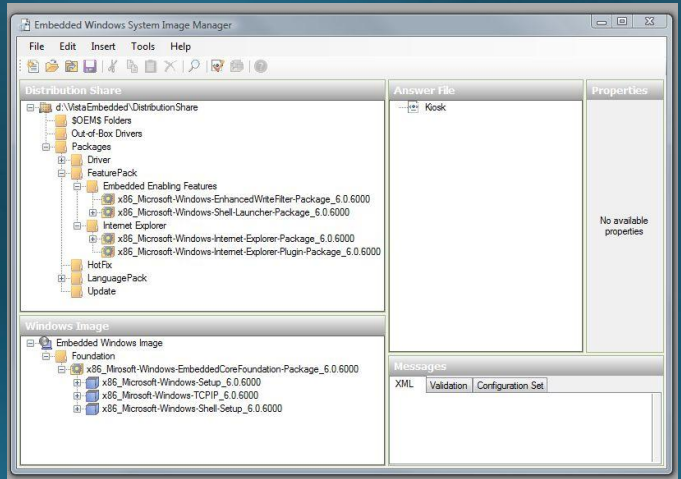 Embedded Windows System Image Manager
File Edit Insert Tools Help
Distribution Share
d:\VistaEmbedded\DistributionShare
$OEM$ Folders
Out-of-Box Drivers
Packages
Driver
FeaturePack
Embedded Enabling Features
x86_Microsoft-Windows-EnhancedWriteFilter-Package_6.0.6000
x86_Microsoft-Windows-Shell-Launcher-Package_6.0.6000
Internet Explorer
x86_Microsoft-Windows-Internet-Explorer-Package_6.0.6000
x86_Microsoft-Windows-Internet-Explorer-Plugin-Package_6.0.6000
HotFix
LanguagePack
Update
Windows Image
Embedded Windows Image
Foundation
x86_Mirosoft-Windows-EmbeddedCoreFoundation-Package_6.0.6000
x86_Microsoft-Windows-Setup_6.0.6000
x86_Mirosoft-Windows-TCPIP_6.0.6000
x86_Microsoft-Windows-Shell-Setup_6.0.6000
Answer File
Kiosk
Properties
No available
properties
Messages
XML Validation Configuration Set